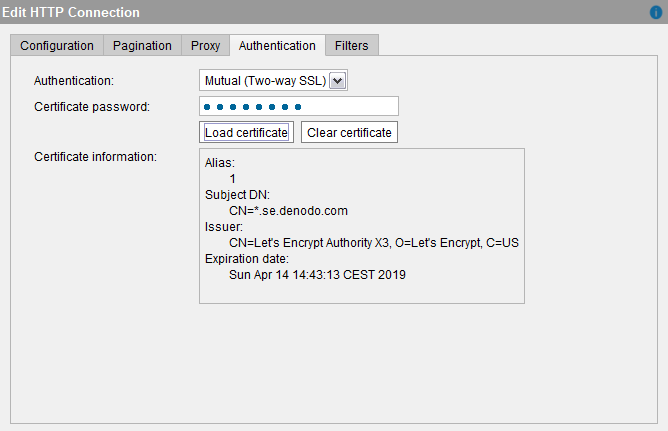 Edit HTTP Connection
Configuration Pagination Proxy Authentication Filters
Authentication: Mutual (Two-way SSL)
Certificate password: ●●●●●●●●
Load certificate Clear certificate
Certificate information:
Alias:
1
Subject DN:
CN=*.se.denodo.com
Issuer:
CN=Let's Encrypt Authority X3, O=Let's Encrypt, C=US
Expiration date:
Sun Apr 14 14:43:13 CEST 2019